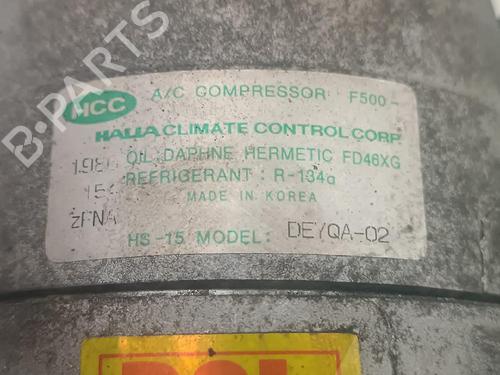 HCC A/C COMPRESSOR F500-
HALLA CLIMATE CONTROL CORP
OIL:DAPHNE HERMETIC FD46XG
REFRIGERANT : R-134a
MADE IN KOREA
HS-15 MODEL: DE7QA-02
B-PARTS